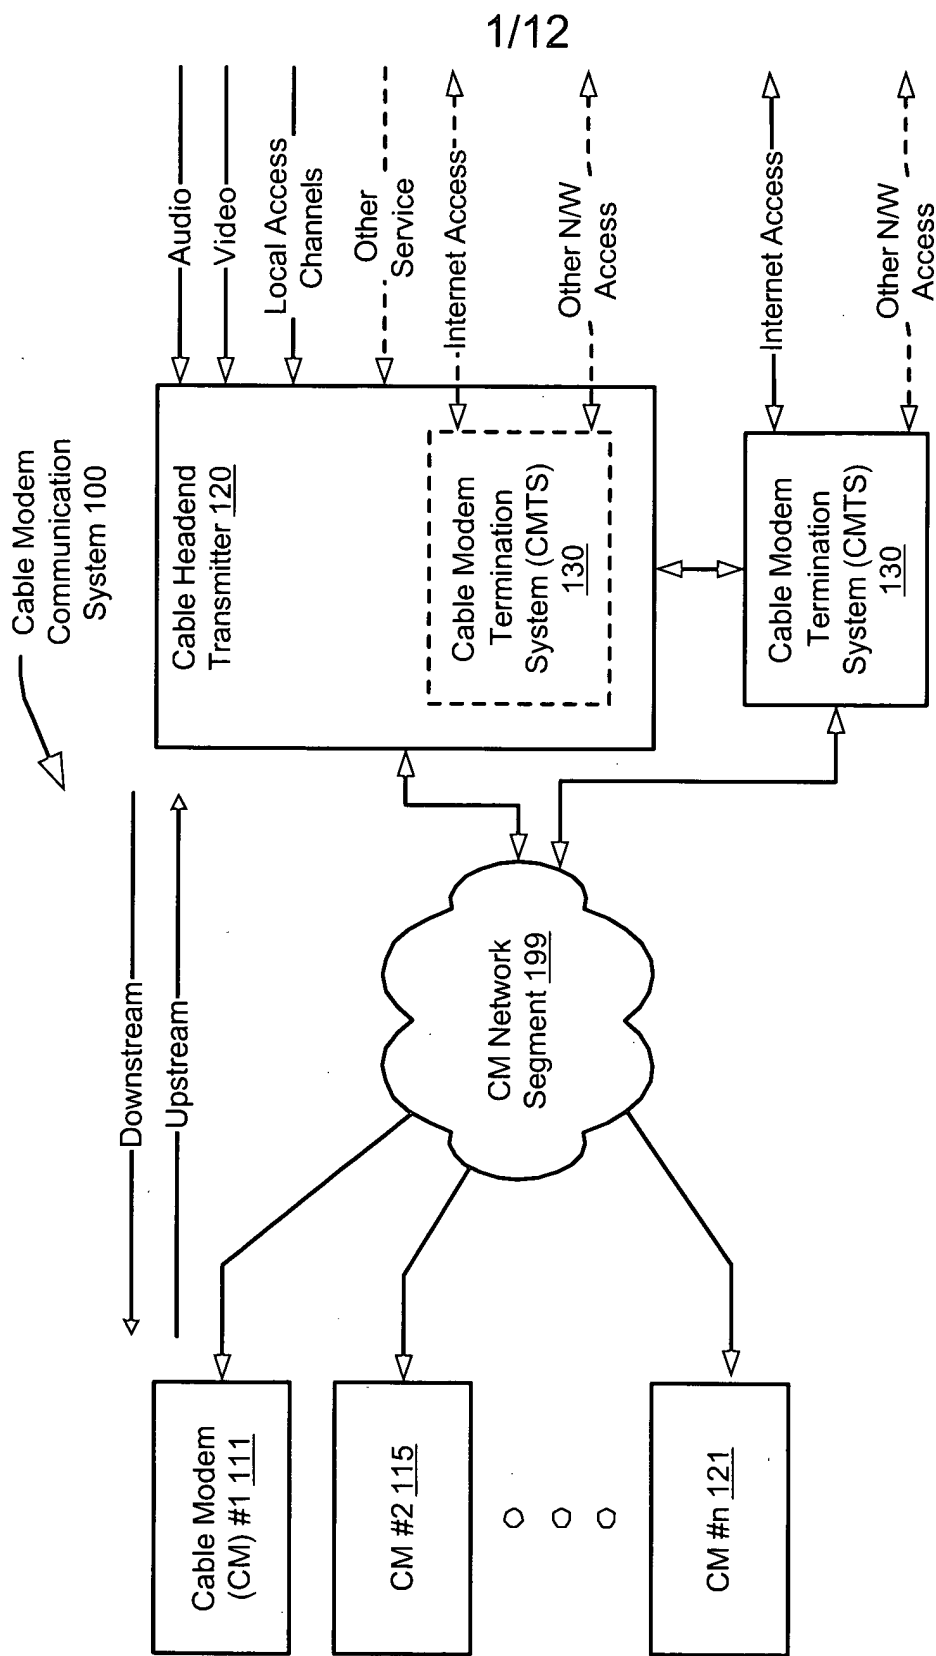 1/12
Cable Modem
Communication
System 100
Downstream
Upstream
Cable Modem
(CM) #1 111
CM #2 115
CM #n 121
CM Network
Segment 199
Cable Headend
Transmitter 120
Cable Modem
Termination
System (CMTS)
130
Cable Modem
Termination
System (CMTS)
130
Audio
Video
Local Access
Channels
Other
Service
Internet Access
Other N/W
Access
Internet Access
Other N/W
Access